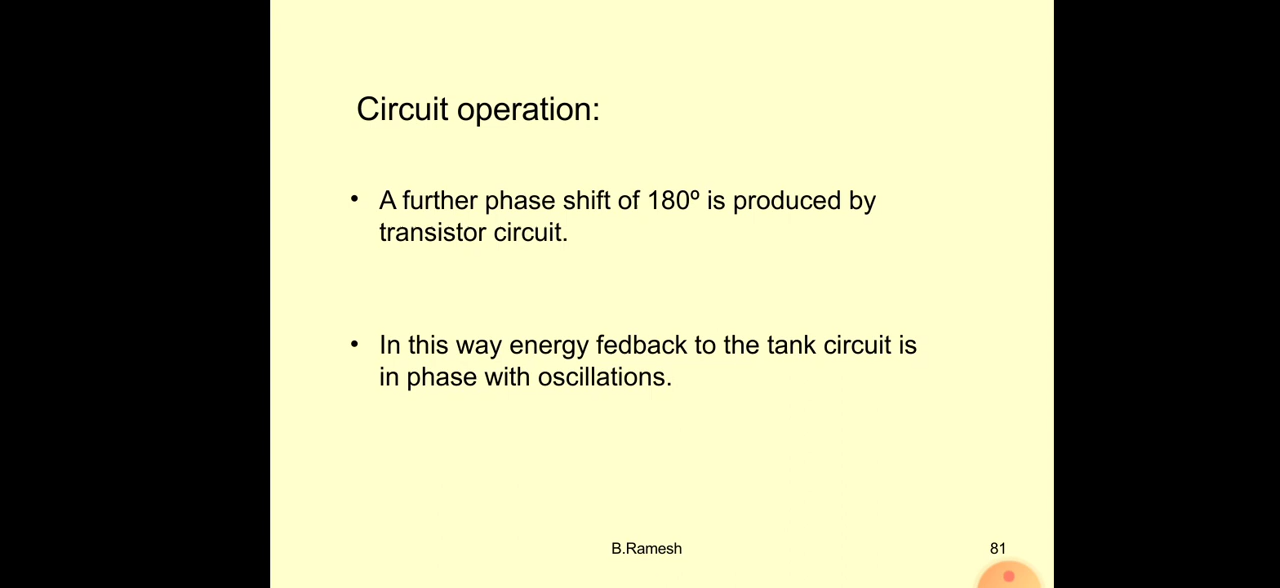 Circuit operation:
• A further phase shift of 180º is produced by
transistor circuit.
• In this way energy fedback to the tank circuit is
in phase with oscillations.
B.Ramesh
81